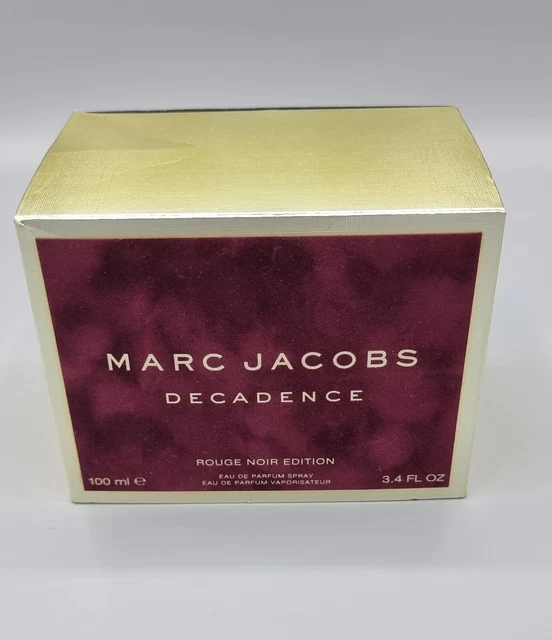 MARC JACOBS
DECADENCE
ROUGE NOIR EDITION
EAU DE PARFUM SPRAY
EAU DE PARFUM VAPORISATEUR
100 ml ℮
3.4 FL OZ